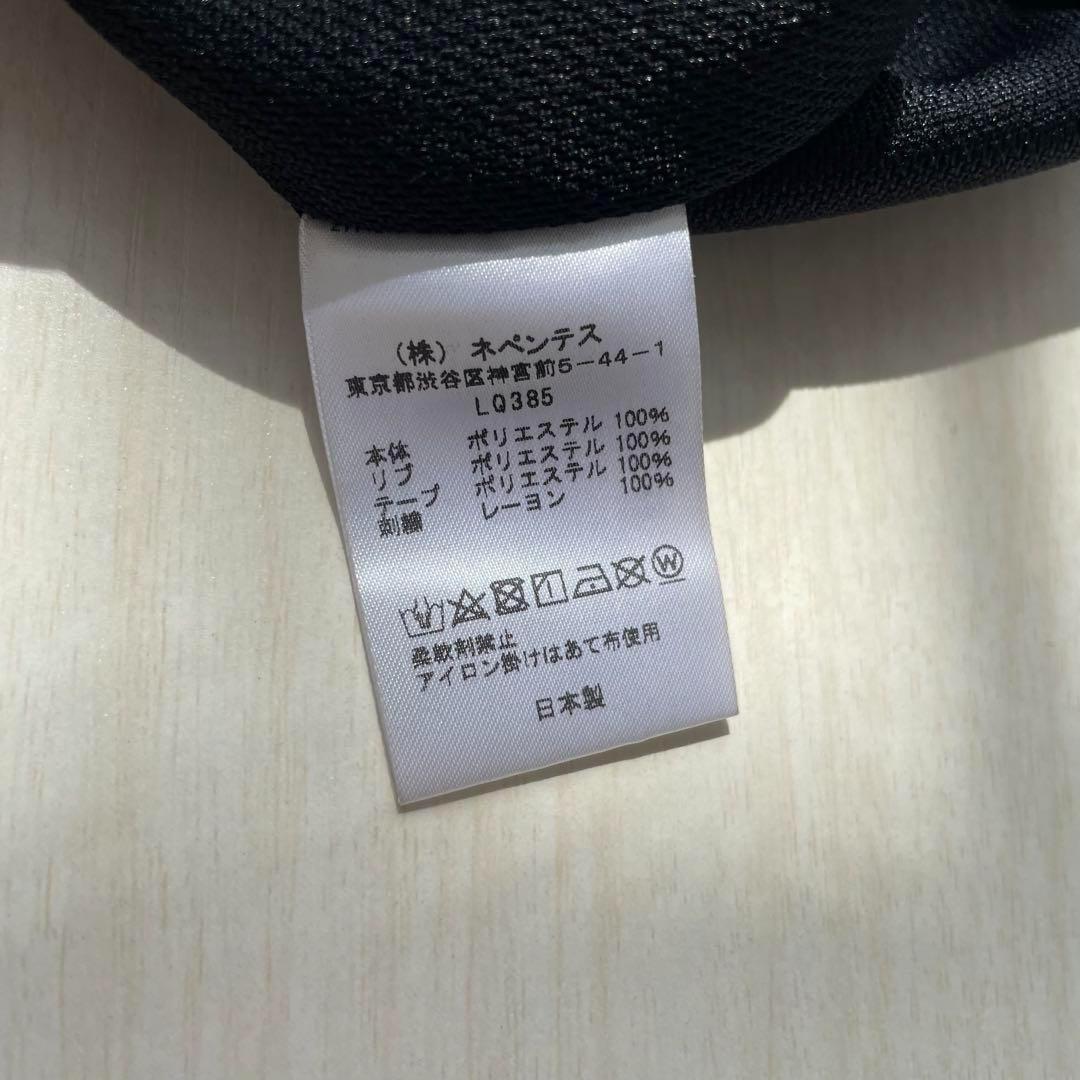 (株) ネペンテス
東京都渋谷区神宮前5-44-1
LQ385
本体 ポリエステル 100%
リブ ポリエステル 100%
テープ ポリエステル 100%
刺繍 レーヨン 100%
W
柔軟剤禁止
アイロン掛けはあて布使用
日本製